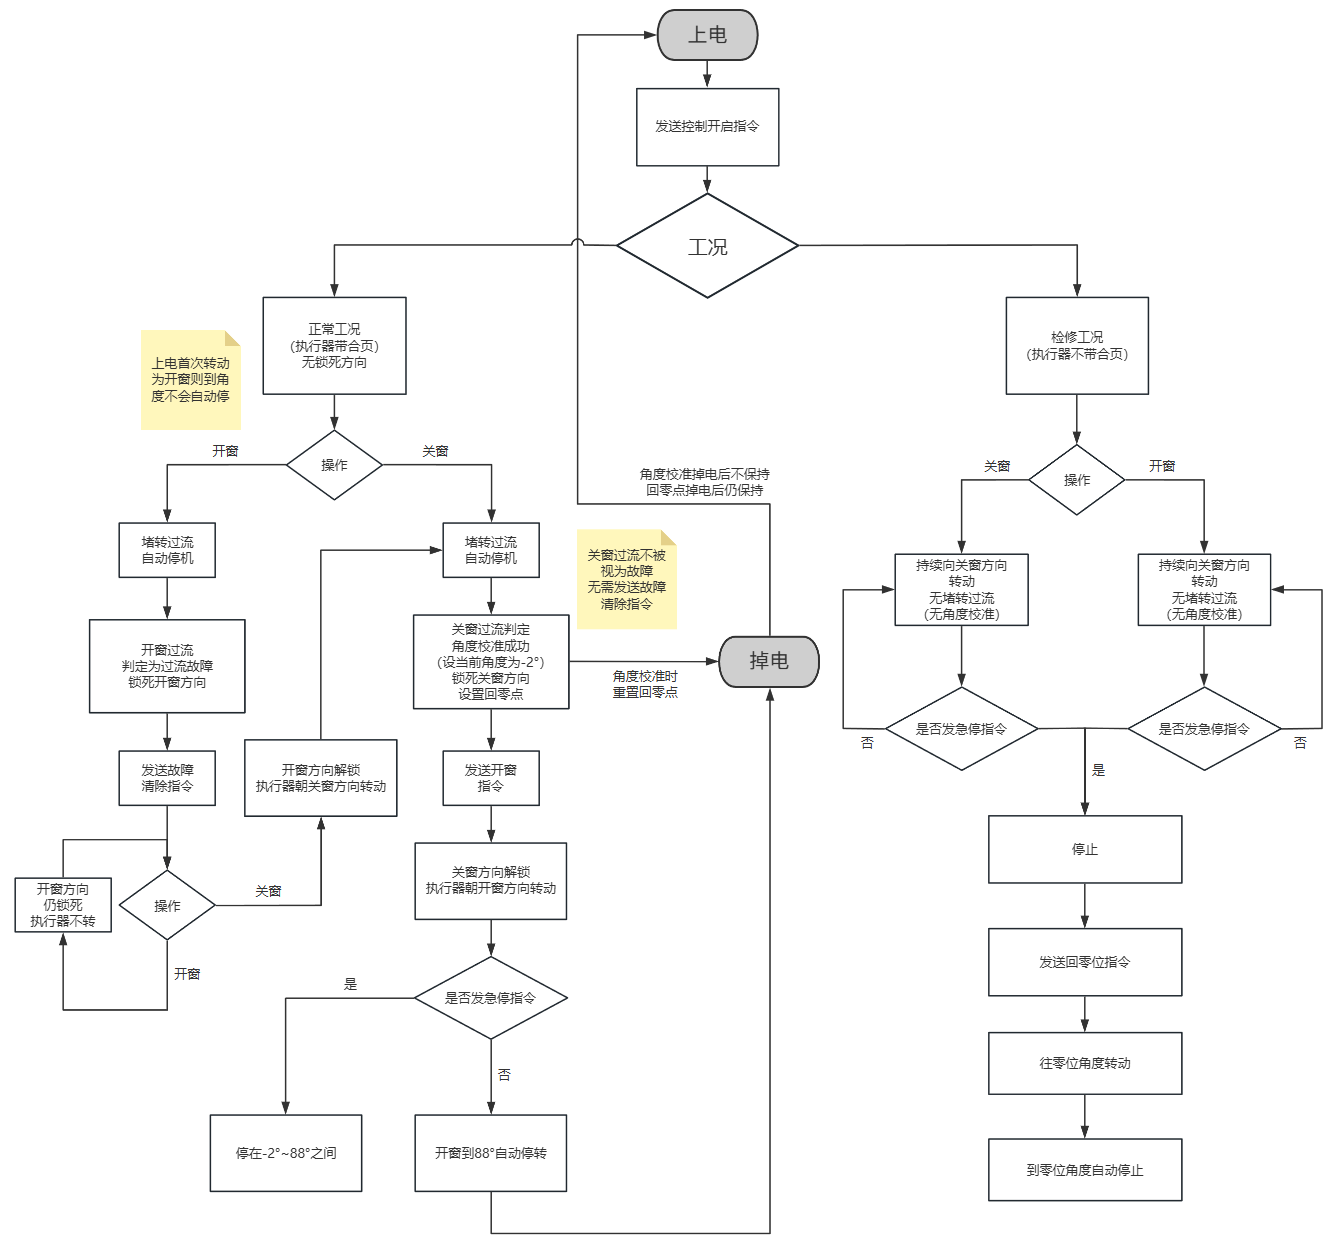 上电
发送控制开启指令
工况
正常工况
（执行器带合页）
无锁死方向
检修工况
（执行器不带合页）
上电首次转动
为开窗则到角
度不会自动停
操作
开窗
关窗
堵转过流
自动停机
堵转过流
自动停机
开窗过流
判定为过流故障
锁死开窗方向
发送故障
清除指令
操作
关窗
开窗
开窗方向
仍锁死
执行器不转
开窗方向解锁
执行器朝关窗方向转动
关窗过流判定
角度校准成功
（设当前角度为-2°）
锁死关窗方向
设置回零点
发送开窗
指令
关窗方向解锁
执行器朝开窗方向转动
是否发急停指令
是
否
停在-2°~88°之间
开窗到88°自动停转
角度校准掉电后不保持
回零点掉电后仍保持
关窗过流不被
视为故障
无需发送故障
清除指令
角度校准时
重置回零点
掉电
操作
关窗
开窗
持续向关窗方向
转动
无堵转过流
（无角度校准）
持续向关窗方向
转动
无堵转过流
（无角度校准）
是否发急停指令
是否发急停指令
否
是
否
停止
发送回零位指令
往零位角度转动
到零位角度自动停止